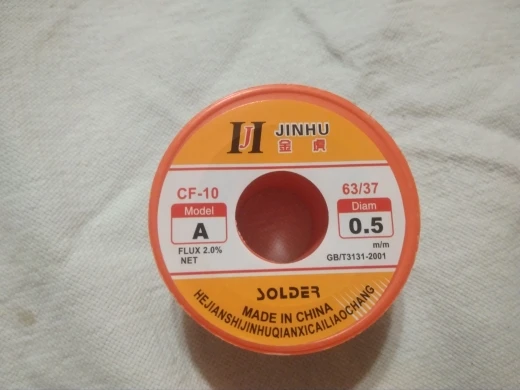 HJ JINHU
金虎
CF-10
63/37
Model
A
Diam
0.5
m/m
FLUX 2.0%
NET
GB/T3131-2001
SOLDER
MADE IN CHINA
HEJIANSHIJINHUQIANXICAILIAOCHANG